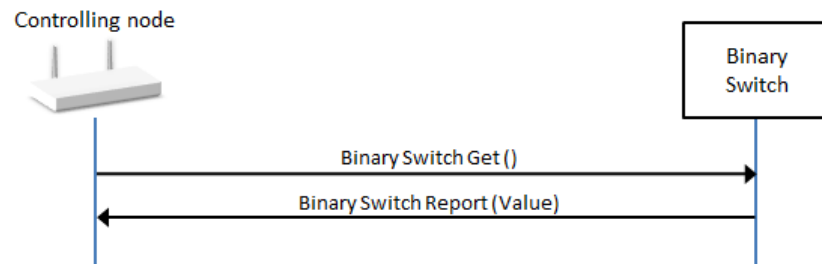 Controlling node
Binary
Switch
Binary Switch Get ()
Binary Switch Report (Value)